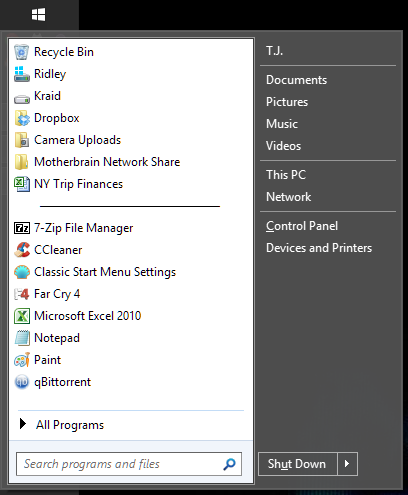 Recycle Bin
Ridley
Kraid
Dropbox
Camera Uploads
Motherbrain Network Share
NY Trip Finances
7-Zip File Manager
CCleaner
Classic Start Menu Settings
Far Cry 4
Microsoft Excel 2010
Notepad
Paint
qBittorrent
All Programs
Search programs and files
T.J.
Documents
Pictures
Music
Videos
This PC
Network
Control Panel
Devices and Printers
Shut Down